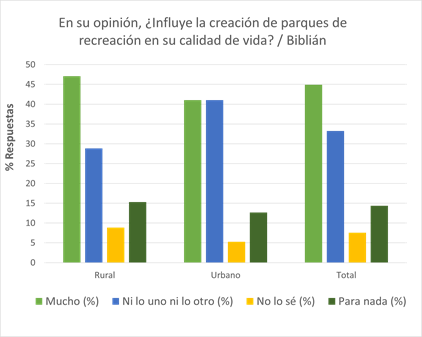 En su opinión, ¿Influye la creación de parques de
recreación en su calidad de vida? / Biblián
% Respuestas
50
45
40
35
30
25
20
15
10
5
0
Rural
Urbano
Total
Mucho (%)
Ni lo uno ni lo otro (%)
No lo sé (%)
Para nada (%)